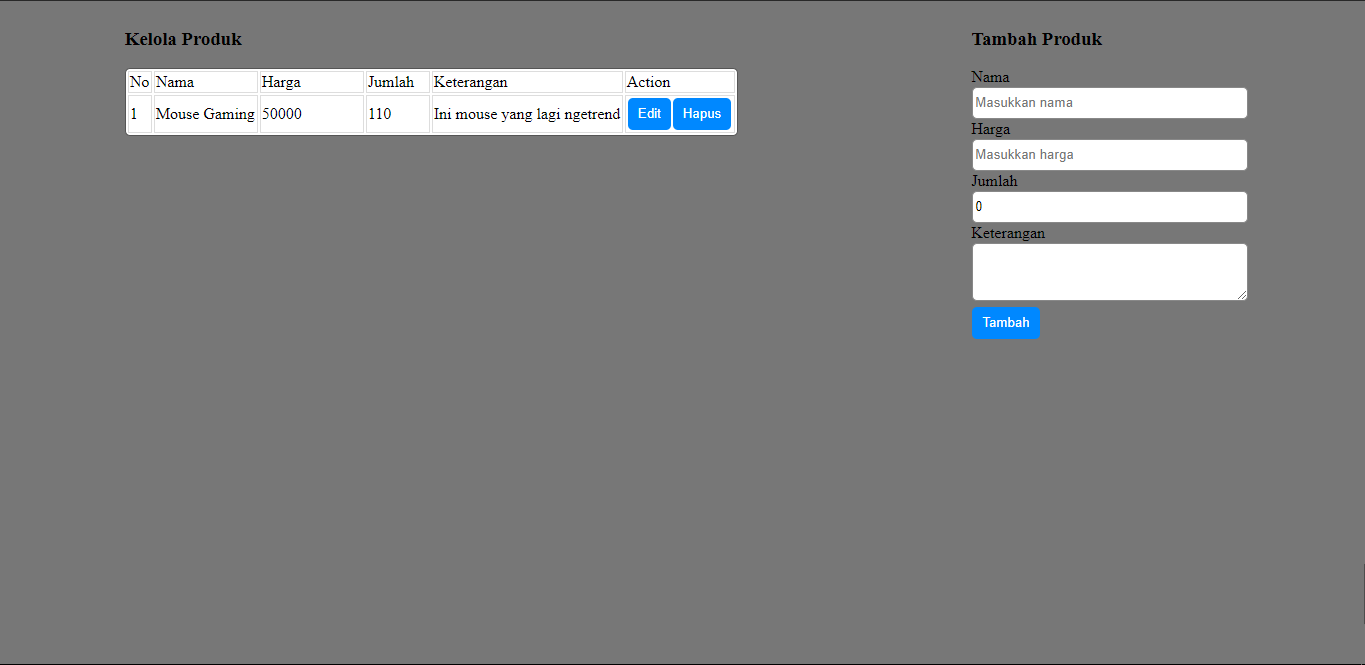 Kelola Produk
No Nama Harga Jumlah Keterangan Action
1 Mouse Gaming 50000 110 Ini mouse yang lagi ngetrend Edit Hapus
Tambah Produk
Nama
Masukkan nama
Harga
Masukkan harga
Jumlah
0
Keterangan
Tambah